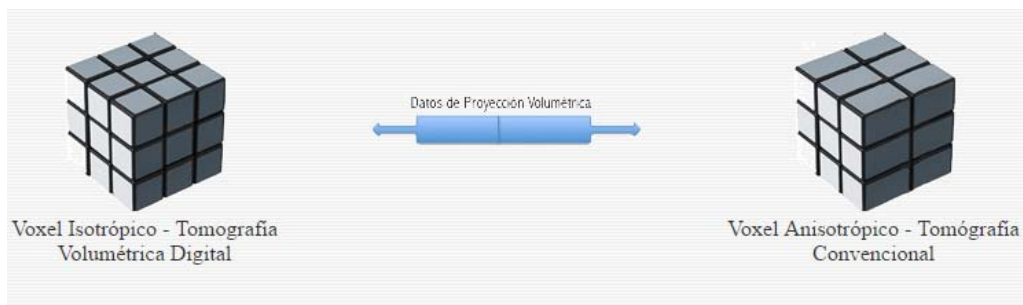 Datos de Proyección Volumétrica
Voxel Isotrópico - Tomografía
Volumétrica Digital
Voxel Anisotrópico - Tomógrafía
Convencional